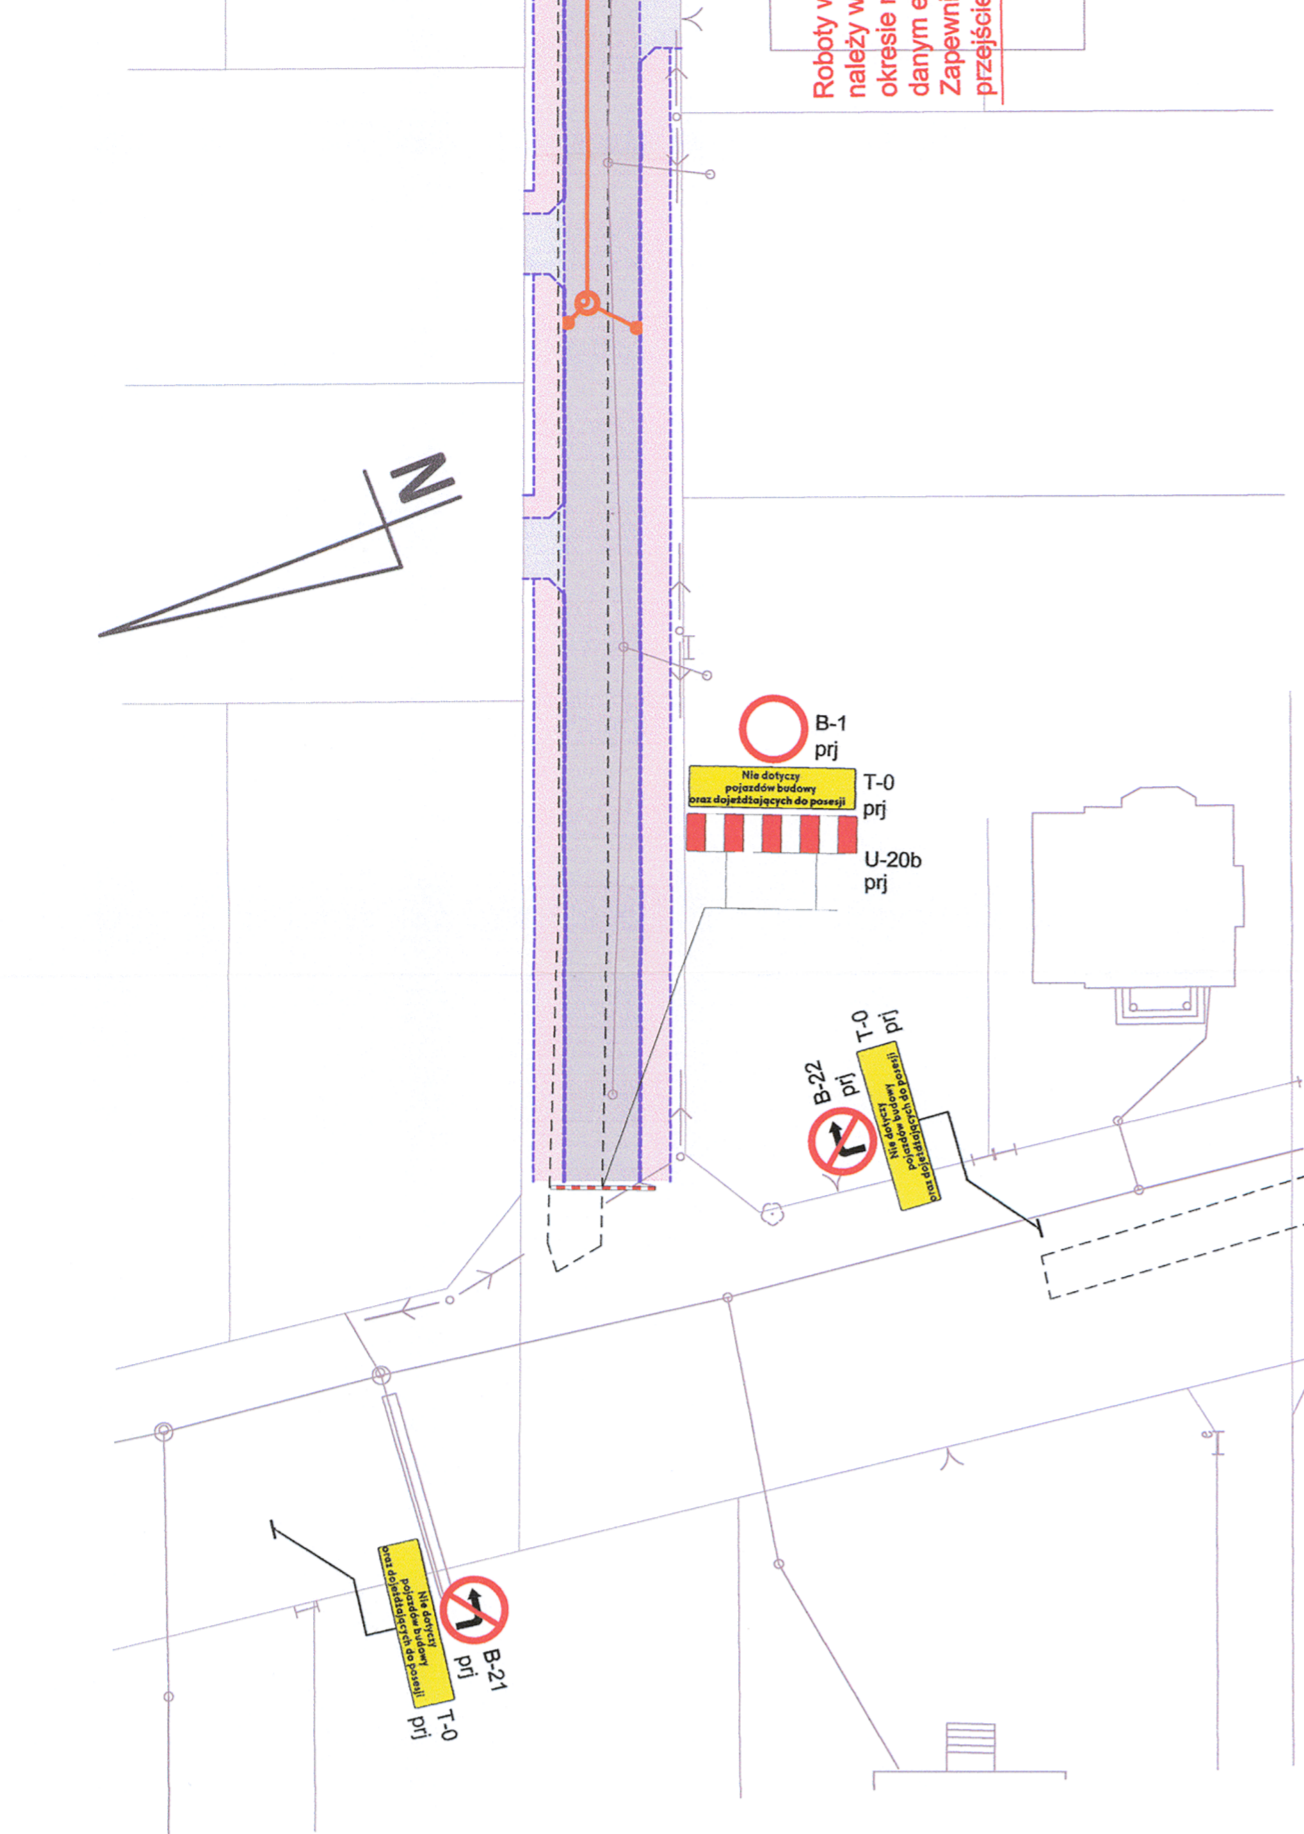 Roboty
należy w
okresie
danym e
Zapewni
przejście
N
B-1
prj
Nie dotyczy
pojazdów budowy
oraz dojeżdżających do posesji
T-0
prj
U-20b
prj
B-22
prj
T-0
prj
Nie dotyczy
pojazdów budowy
oraz dojeżdżających do posesji
e
Nie dotyczy
pojazdów budowy
oraz dojeżdżających do posesji
B-21
prj
T-0
prj